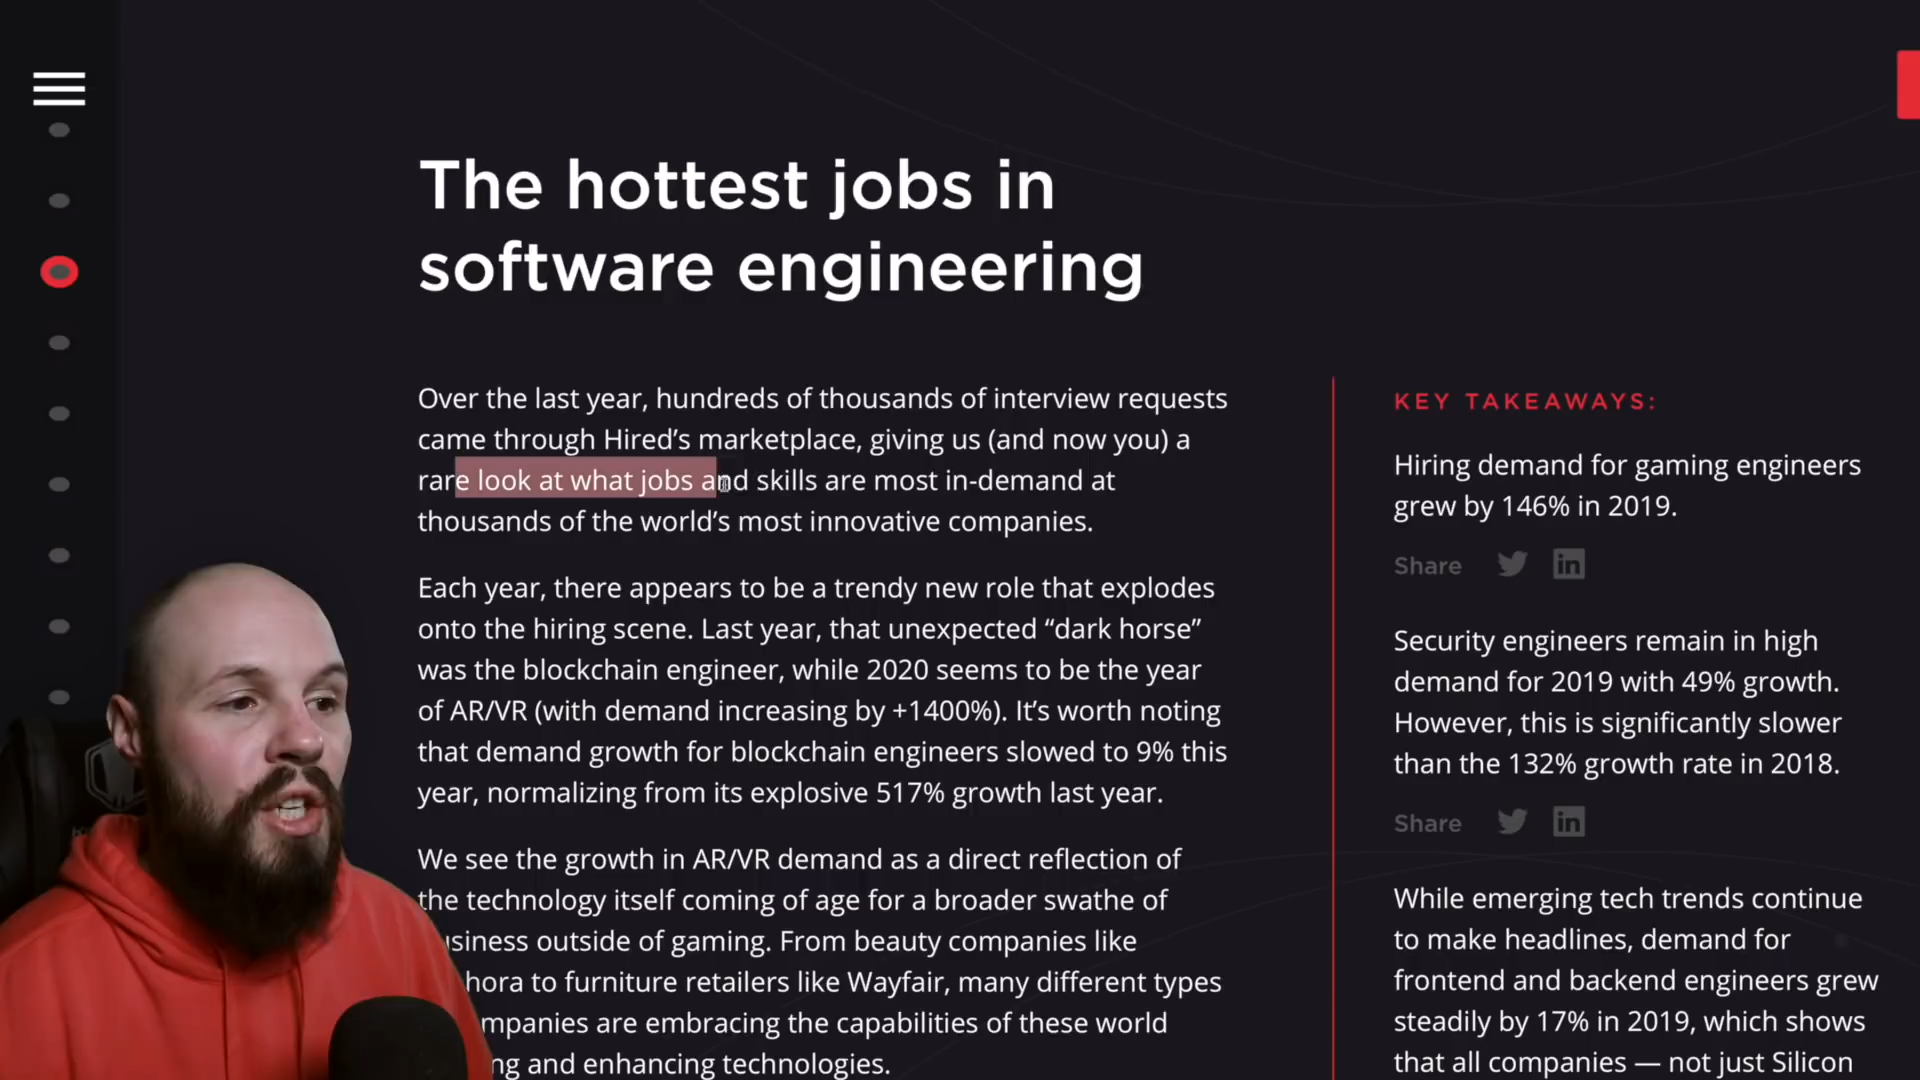 The hottest jobs in
software engineering
Over the last year, hundreds of thousands of interview requests
came through Hired’s marketplace, giving us (and now you) a
rare look at what jobs and skills are most in-demand at
thousands of the world’s most innovative companies.
Each year, there appears to be a trendy new role that explodes
onto the hiring scene. Last year, that unexpected “dark horse”
was the blockchain engineer, while 2020 seems to be the year
of AR/VR (with demand increasing by +1400%). It’s worth noting
that demand growth for blockchain engineers slowed to 9% this
year, normalizing from its explosive 517% growth last year.
We see the growth in AR/VR demand as a direct reflection of
the technology itself coming of age for a broader swathe of
usiness outside of gaming. From beauty companies like
hora to furniture retailers like Wayfair, many different types
mpanies are embracing the capabilities of these world
ng and enhancing technologies.
KEY TAKEAWAYS:
Hiring demand for gaming engineers
grew by 146% in 2019.
Share
in
Security engineers remain in high
demand for 2019 with 49% growth.
However, this is significantly slower
than the 132% growth rate in 2018.
Share
in
While emerging tech trends continue
to make headlines, demand for
frontend and backend engineers grew
steadily by 17% in 2019, which shows
that all companies — not just Silicon